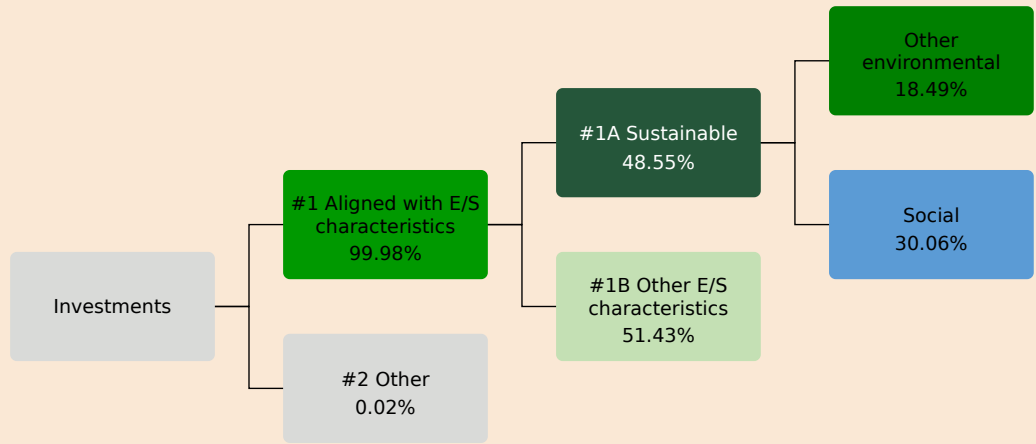 Investments
#1 Aligned with E/S
characteristics
99.98%
#2 Other
0.02%
#1A Sustainable
48.55%
#1B Other E/S
characteristics
51.43%
Other
environmental
18.49%
Social
30.06%